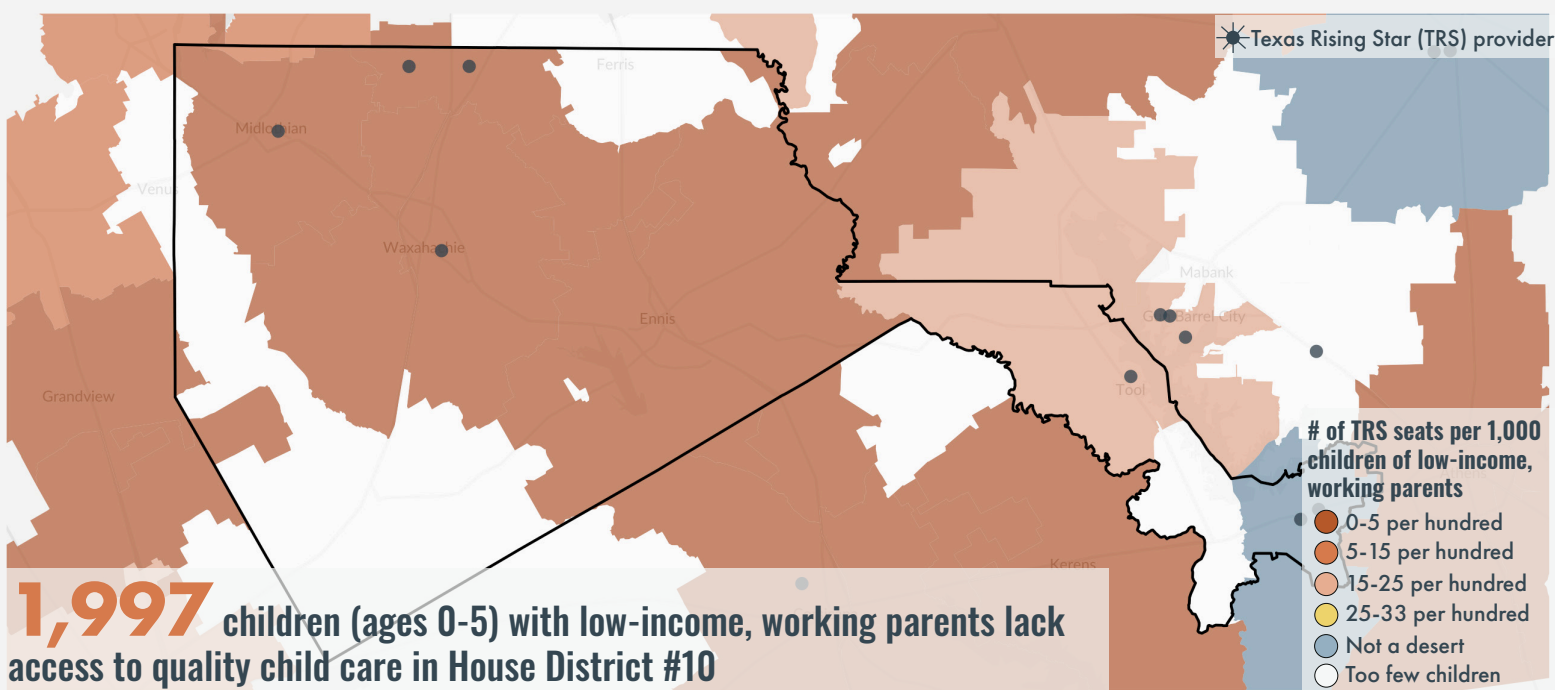 Texas Rising Star (TRS) provider
Ferris
Midlothian
Venus
Waxahachie
Mabank
Ennis
Gun Barrel City
Tool
Grandview
Kerens
# of TRS seats per 1,000
children of low-income,
working parents
0-5 per hundred
5-15 per hundred
15-25 per hundred
25-33 per hundred
Not a desert
Too few children
1,997 children (ages 0-5) with low-income, working parents lack
access to quality child care in House District #10